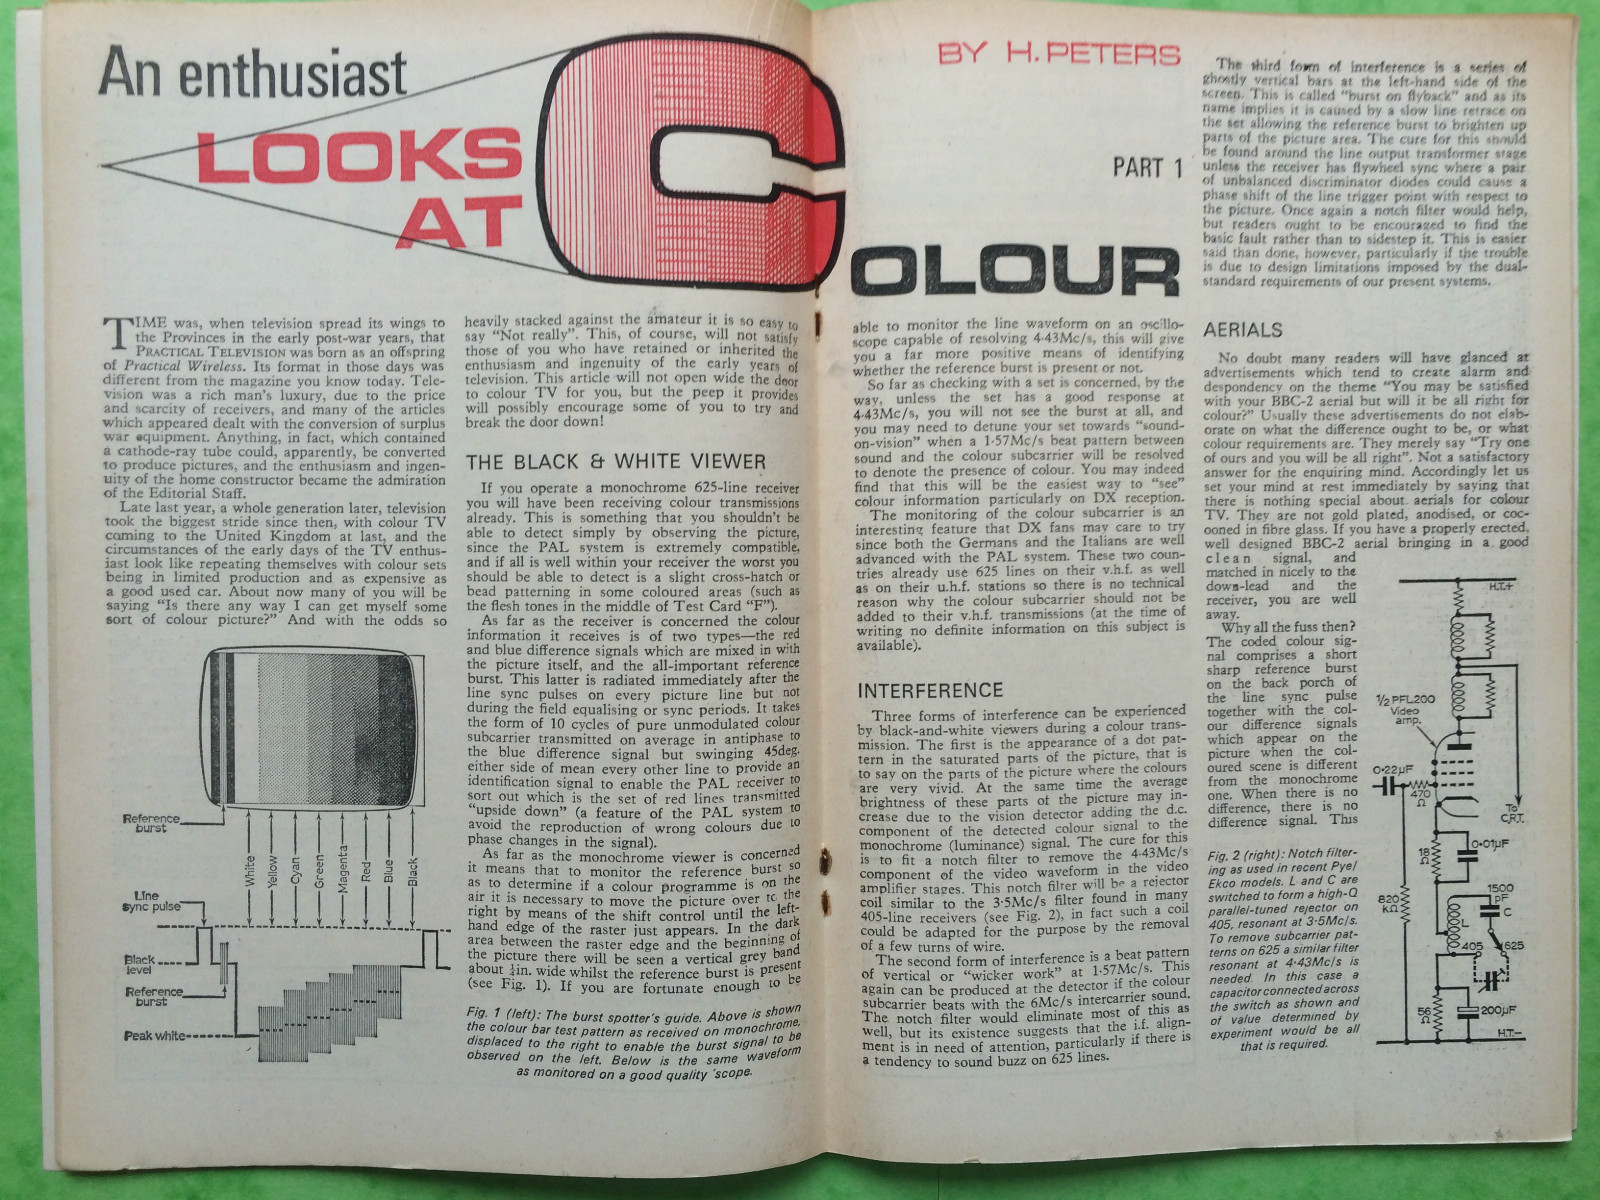 An enthusiast
LOOKS
AT
COLOUR
BY H. PETERS
PART 1
TIME was, when television spread its wings to
the Provinces in the early post-war years, that
PRACTICAL TELEVISION was born as an offspring
of Practical Wireless. Its format in those days was
different from the magazine you know today. Tele-
vision was a rich man's luxury, due to the price
and scarcity of receivers, and many of the articles
which appeared dealt with the conversion of surplus
war equipment. Anything, in fact, which contained
a cathode-ray tube could, apparently, be converted
to produce pictures, and the enthusiasm and ingen-
uity of the home constructor became the admiration
of the Editorial Staff.
Late last year, a whole generation later, television
took the biggest stride since then, with colour TV
coming to the United Kingdom at last, and the
circumstances of the early days of the TV enthus-
iast look like repeating themselves with colour sets
being in limited production and as expensive as
a good used car. About now many of you will be
saying "Is there any way I can get myself some
sort of colour picture?" And with the odds so
Reference
burst
White
Yellow
Cyan
Green
Magenta
Red
Blue
Black
Line
sync pulse
Black
level
Reference
burst
Peak white
heavily stacked against the amateur it is so easy to
say "Not really". This, of course, will not satisfy
those of you who have retained or inherited the
enthusiasm and ingenuity of the early years of
television. This article will not open wide the door
to colour TV for you, but the peep it provides
will possibly encourage some of you to try and
break the door down!
THE BLACK & WHITE VIEWER
If you operate a monochrome 625-line receiver
you will have been receiving colour transmissions
already. This is something that you shouldn't be
able to detect simply by observing the picture,
since the PAL system is extremely compatible,
and if all is well within your receiver the worst you
should be able to detect is a slight cross-hatch or
bead patterning in some coloured areas (such as
the flesh tones in the middle of Test Card "F").
As far as the receiver is concerned the colour
information it receives is of two types—the red
and blue difference signals which are mixed in with
the picture itself, and the all-important reference
burst. This latter is radiated immediately after the
line sync pulses on every picture line but not
during the field equalising or sync periods. It takes
the form of 10 cycles of pure unmodulated colour
subcarrier transmitted on average in antiphase to
the blue difference signal but swinging 45deg.
either side of mean every other line to provide an
identification signal to enable the PAL receiver to
sort out which is the set of red lines transmitted
"upside down" (a feature of the PAL system to
avoid the reproduction of wrong colours due to
phase changes in the signal).
As far as the monochrome viewer is concerned
it means that to monitor the reference burst so
as to determine if a colour programme is on the
air it is necessary to move the picture over to the
right by means of the shift control until the left-
hand edge of the raster just appears. In the dark
area between the raster edge and the beginning of
the picture there will be seen a vertical grey band
about ½in. wide whilst the reference burst is present
(see Fig. 1). If you are fortunate enough to be
Fig. 1 (left): The burst spotter's guide. Above is shown
the colour bar test pattern as received on monochrome,
displaced to the right to enable the burst signal to be
observed on the left. Below is the same waveform
as monitored on a good quality 'scope.
able to monitor the line waveform on an oscillo-
scope capable of resolving 4·43Mc/s, this will give
you a far more positive means of identifying
whether the reference burst is present or not.
So far as checking with a set is concerned, by the
way, unless the set has a good response at
4·43Mc/s, you will not see the burst at all, and
you may need to detune your set towards "sound-
on-vision" when a 1·57Mc/s beat pattern between
sound and the colour subcarrier will be resolved
to denote the presence of colour. You may indeed
find that this will be the easiest way to "see"
colour information particularly on DX reception.
The monitoring of the colour subcarrier is an
interesting feature that DX fans may care to try
since both the Germans and the Italians are well
advanced with the PAL system. These two coun-
tries already use 625 lines on their v.h.f. as well
as on their u.h.f. stations so there is no technical
reason why the colour subcarrier should not be
added to their v.h.f. transmissions (at the time of
writing no definite information on this subject is
available).
INTERFERENCE
Three forms of interference can be experienced
by black-and-white viewers during a colour trans-
mission. The first is the appearance of a dot pat-
tern in the saturated parts of the picture, that is
to say on the parts of the picture where the colours
are very vivid. At the same time the average
brightness of these parts of the picture may in-
crease due to the vision detector adding the d.c.
component of the detected colour signal to the
monochrome (luminance) signal. The cure for this
is to fit a notch filter to remove the 4·43Mc/s
component of the video waveform in the video
amplifier stages. This notch filter will be a rejector
coil similar to the 3·5Mc/s filter found in many
405-line receivers (see Fig. 2), in fact such a coil
could be adapted for the purpose by the removal
of a few turns of wire.
The second form of interference is a beat pattern
of vertical or "wicker work" at 1·57Mc/s. This
again can be produced at the detector if the colour
subcarrier beats with the 6Mc/s intercarrier sound.
The notch filter would eliminate most of this as
well, but its existence suggests that the i.f. align-
ment is in need of attention, particularly if there is
a tendency to sound buzz on 625 lines.
The third form of interference is a series of
ghostly vertical bars at the left-hand side of the
screen. This is called "burst on flyback" and as its
name implies it is caused by a slow line retrace on
the set allowing the reference burst to brighten up
parts of the picture area. The cure for this should
be found around the line output transformer stage
unless the receiver has flywheel sync where a pair
of unbalanced discriminator diodes could cause a
phase shift of the line trigger point with respect to
the picture. Once again a notch filter would help,
but readers ought to be encouraged to find the
basic fault rather than to sidestep it. This is easier
said than done, however, particularly if the trouble
is due to design limitations imposed by the dual-
standard requirements of our present systems.
AERIALS
No doubt many readers will have glanced at
advertisements which tend to create alarm and
despondency on the theme "You may be satisfied
with your BBC-2 aerial but will it be all right for
colour?" Usually these advertisements do not elab-
orate on what the difference ought to be, or what
colour requirements are. They merely say "Try one
of ours and you will be all right". Not a satisfactory
answer for the enquiring mind. Accordingly let us
set your mind at rest immediately by saying that
there is nothing special about aerials for colour
TV. They are not gold plated, anodised, or coc-
ooned in fibre glass. If you have a properly erected,
well designed BBC-2 aerial bringing in a good
clean signal, and
matched in nicely to the
down-lead and the
receiver, you are well
away.
Why all the fuss then?
The coded colour sig-
nal comprises a short
sharp reference burst
on the back porch of
the line sync pulse
together with the col-
our difference signals
which appear on the
picture when the col-
oured scene is different
from the monochrome
one. When there is no
difference, there is no
difference signal. This
Fig. 2 (right): Notch filter-
ing as used in recent Pye/
Ekco models. L and C are
switched to form a high-Q
parallel-tuned rejector on
405, resonant at 3·5Mc/s.
To remove subcarrier pat-
terns on 625 a similar filter
resonant at 4·43Mc/s is
needed. In this case a
capacitor connected across
the switch as shown and
of value determined by
experiment would be all
that is required.
H.T.+
½ PFL200
Video
amp.
0·22µF
470
Ω
To
C.R.T.
18
Ω
0·01µF
820
kΩ
1500
pF
C
L
405
625
56
Ω
200µF
H.T.−